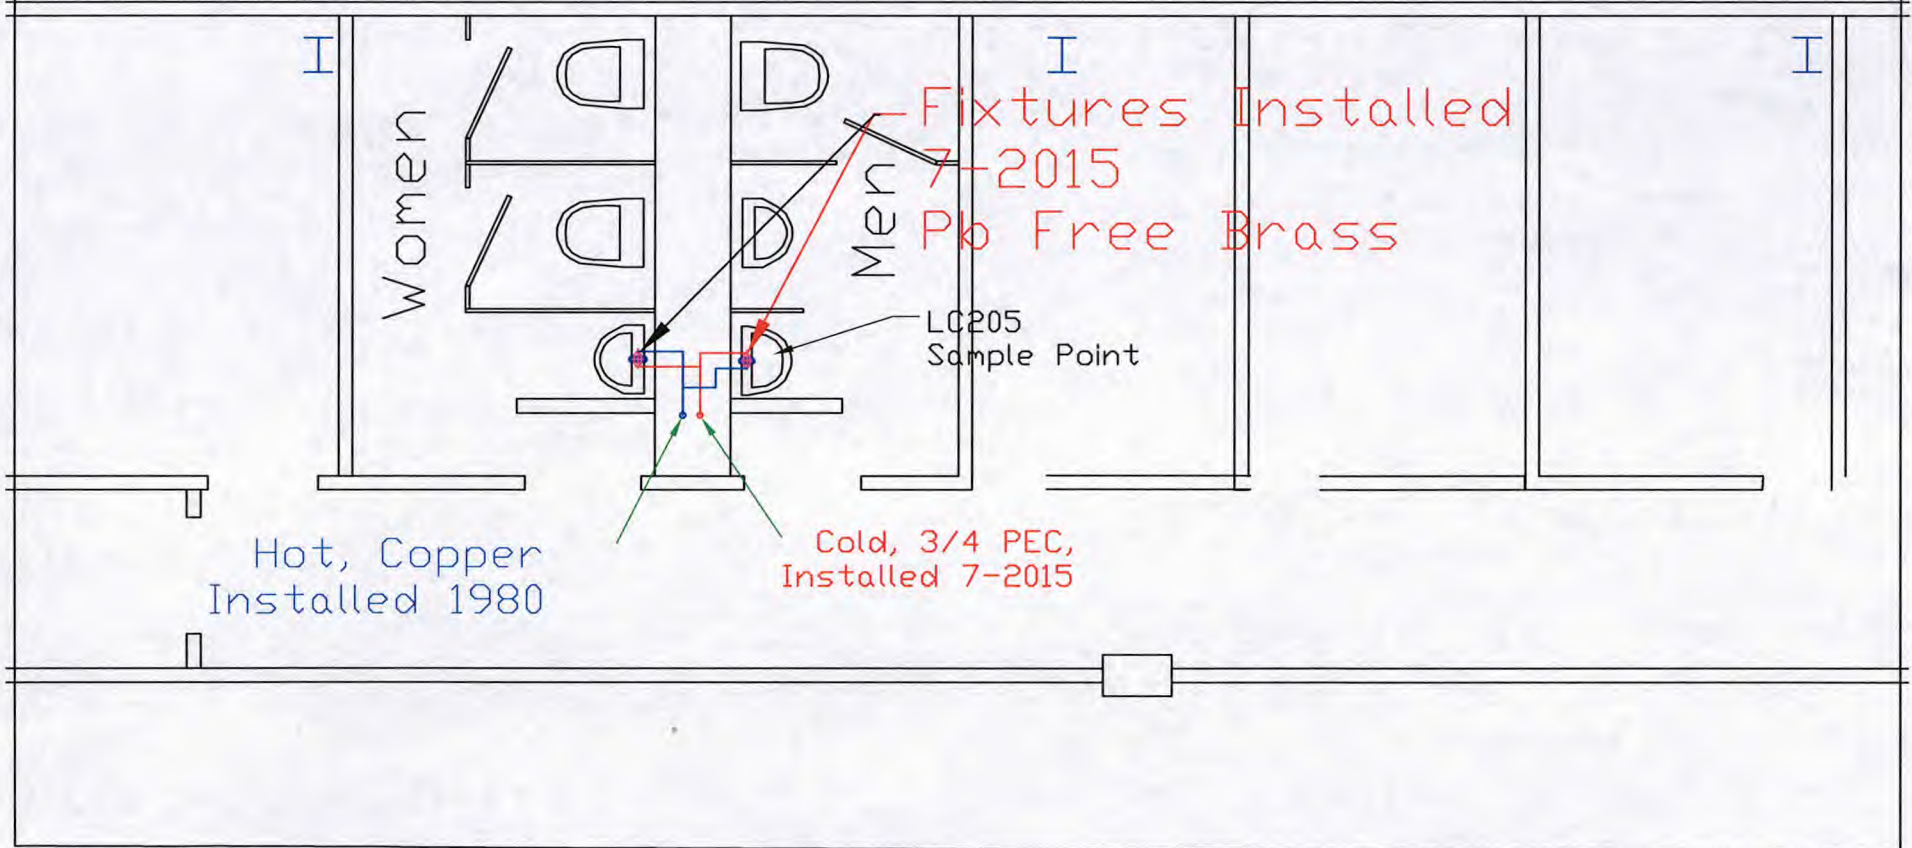 I
I
I
Women
Men
Fixtures Installed
7-2015
Pb Free Brass
LC205
Sample Point
Hot, Copper
Installed 1980
Cold, 3/4 PEC,
Installed 7-2015